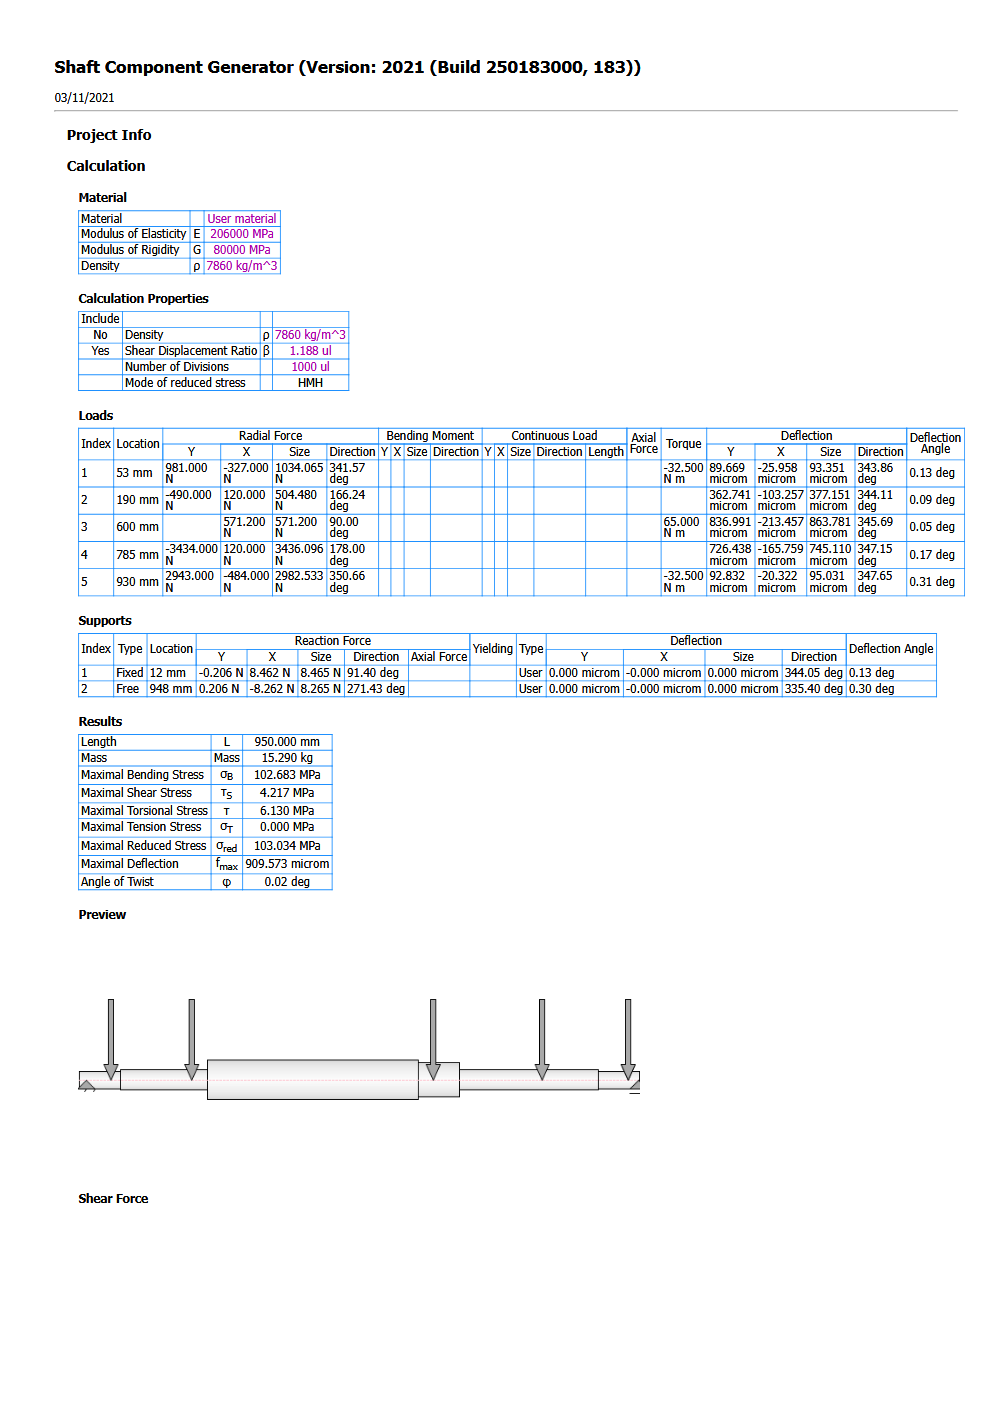 Shaft Component Generator (Version: 2021 (Build 250183000, 183))
03/11/2021
Project Info
Calculation
Material
Material User material
Modulus of Elasticity E 206000 MPa
Modulus of Rigidity G 80000 MPa
Density ρ 7860 kg/m^3
Calculation Properties
Include
No Density ρ 7860 kg/m^3
Yes Shear Displacement Ratio β 1.188 ul
Number of Divisions 1000 ul
Mode of reduced stress HMH
Loads
Index Location Radial Force Bending Moment Continuous Load Axial Force Torque Deflection Deflection Angle
Y X Size Direction Y X Size Direction Y X Size Direction Length Y X Size Direction
1 53 mm 981.000 N -327.000 N 1034.065 N 341.57 deg -32.500 N m 89.669 microm -25.958 microm 93.351 microm 343.86 deg 0.13 deg
2 190 mm -490.000 N 120.000 N 504.480 N 166.24 deg 362.741 microm -103.257 microm 377.151 microm 344.11 deg 0.09 deg
3 600 mm 571.200 N 571.200 N 90.00 deg 65.000 N m 836.991 microm -213.457 microm 863.781 microm 345.69 deg 0.05 deg
4 785 mm -3434.000 N 120.000 N 3436.096 N 178.00 deg 726.438 microm -165.759 microm 745.110 microm 347.15 deg 0.17 deg
5 930 mm 2943.000 N -484.000 N 2982.533 N 350.66 deg -32.500 N m 92.832 microm -20.322 microm 95.031 microm 347.65 deg 0.31 deg
Supports
Index Type Location Reaction Force Yielding Type Deflection Deflection Angle
Y X Size Direction Axial Force Y X Size Direction
1 Fixed 12 mm -0.206 N 8.462 N 8.465 N 91.40 deg User 0.000 microm -0.000 microm 0.000 microm 344.05 deg 0.13 deg
2 Free 948 mm 0.206 N -8.262 N 8.265 N 271.43 deg User 0.000 microm -0.000 microm 0.000 microm 335.40 deg 0.30 deg
Results
Length L 950.000 mm
Mass Mass 15.290 kg
Maximal Bending Stress σB 102.683 MPa
Maximal Shear Stress τS 4.217 MPa
Maximal Torsional Stress τ 6.130 MPa
Maximal Tension Stress σT 0.000 MPa
Maximal Reduced Stress σred 103.034 MPa
Maximal Deflection fmax 909.573 microm
Angle of Twist φ 0.02 deg
Preview
Shear Force